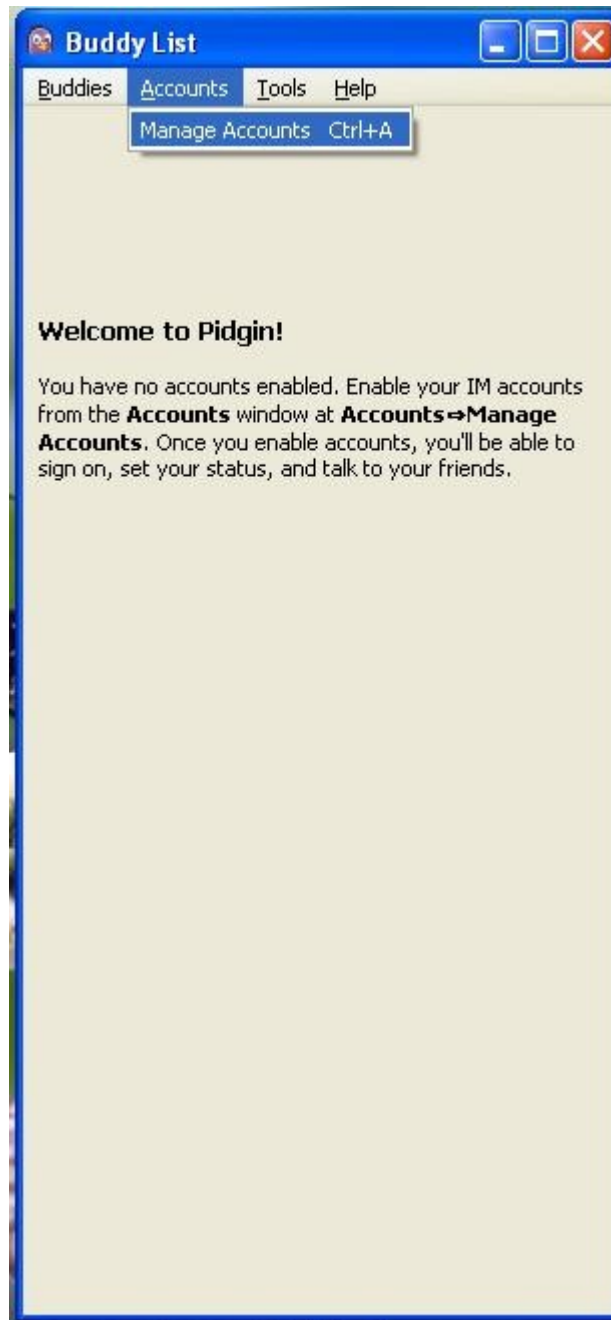 Buddy List
Buddies Accounts Tools Help
Manage Accounts Ctrl+A
Welcome to Pidgin!
You have no accounts enabled. Enable your IM accounts
from the Accounts window at Accounts⇨Manage
Accounts. Once you enable accounts, you'll be able to
sign on, set your status, and talk to your friends.